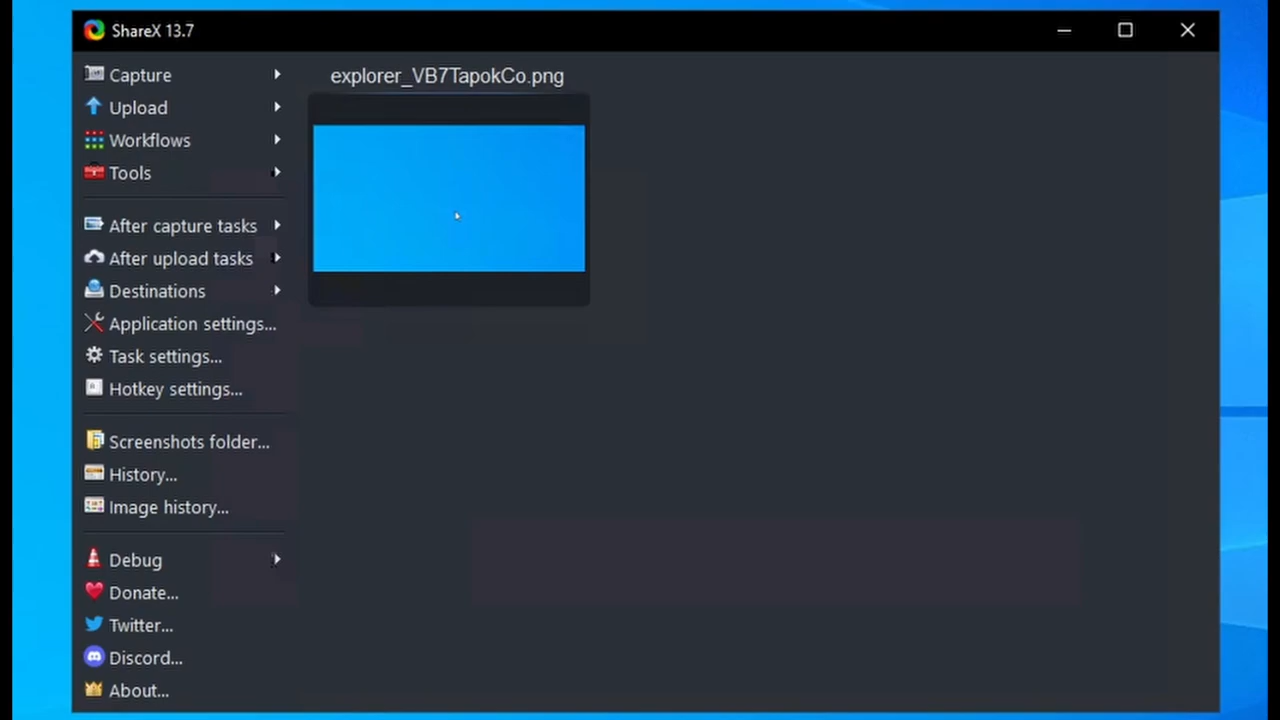 ShareX 13.7
Capture
Upload
Workflows
Tools
After capture tasks
After upload tasks
Destinations
Application settings...
Task settings...
Hotkey settings...
Screenshots folder...
History...
Image history...
Debug
Donate...
Twitter...
Discord...
About...
explorer_VB7TapokCo.png